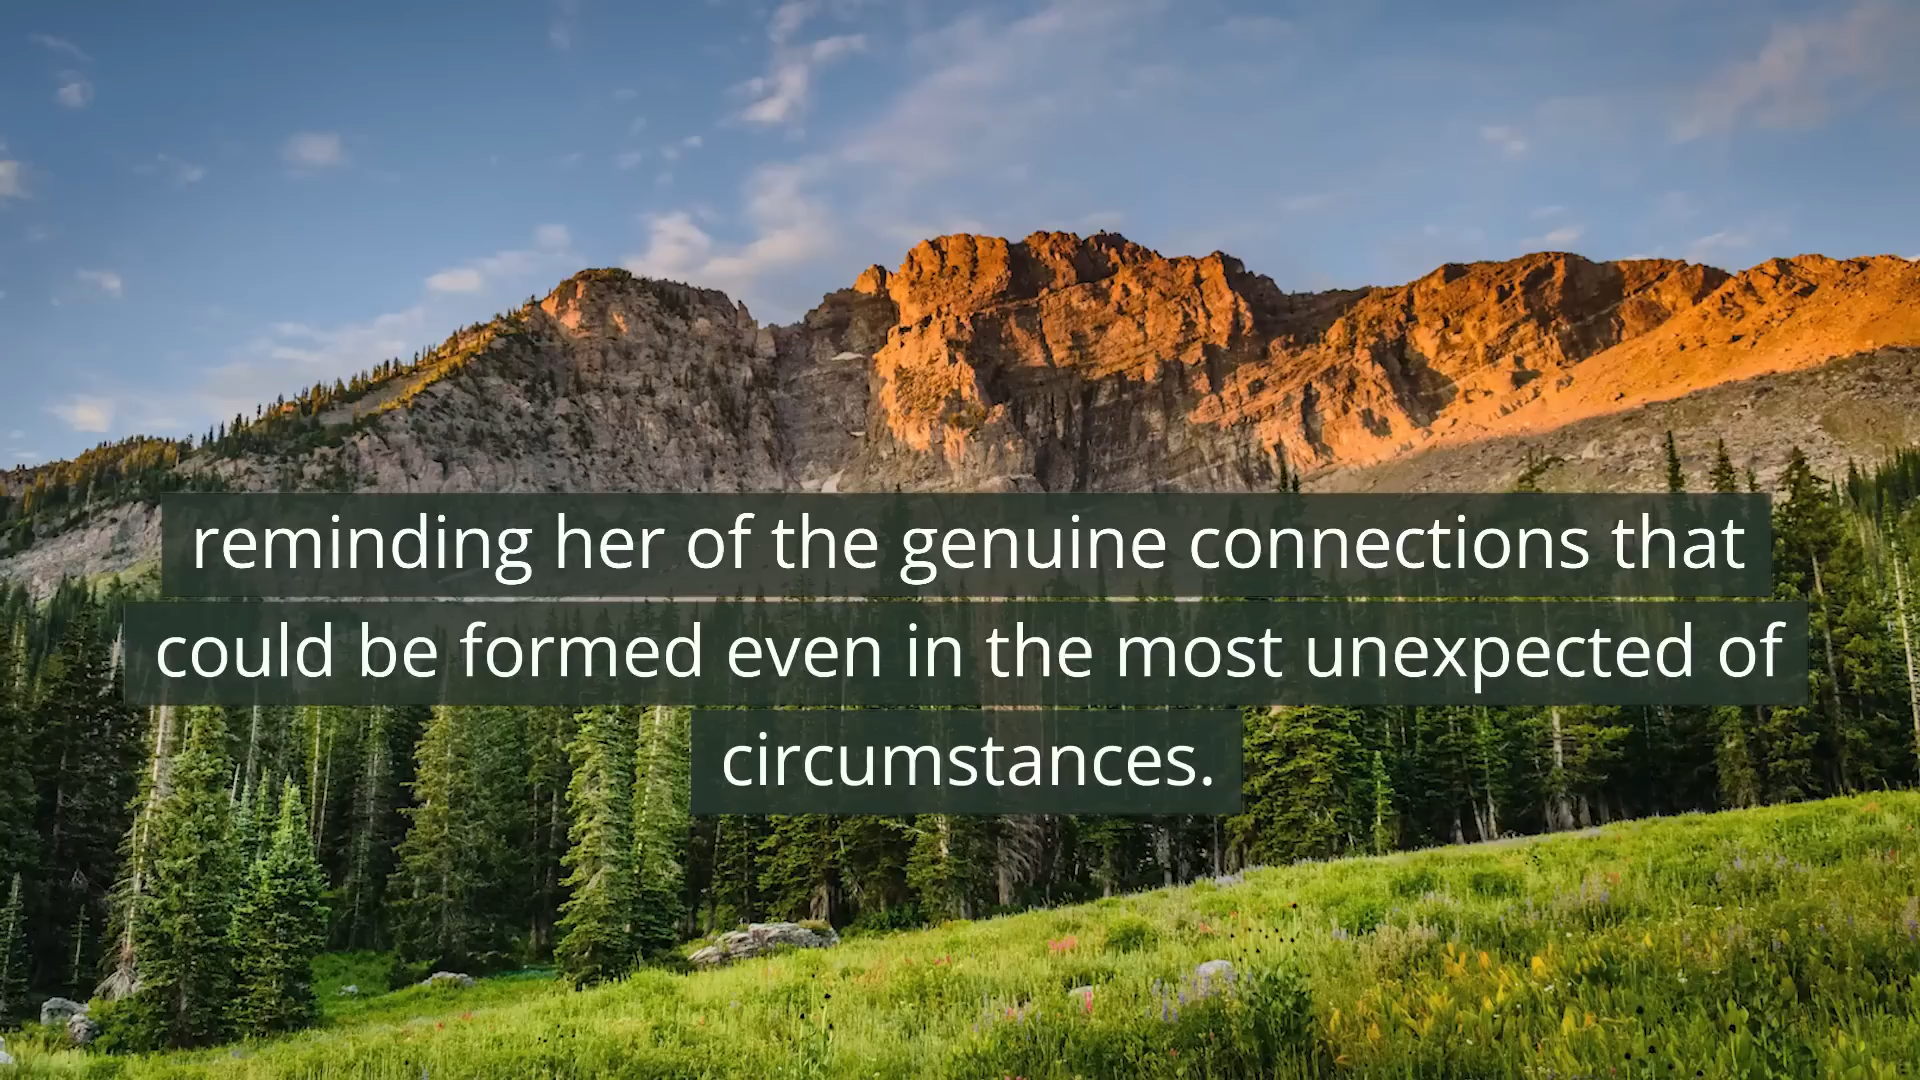 reminding her of the genuine connections that
could be formed even in the most unexpected of
circumstances.